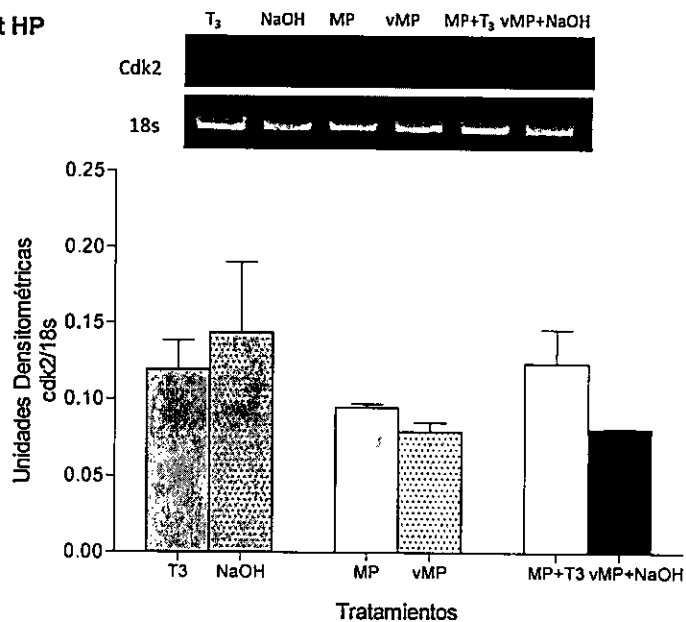 t HP
T₃ NaOH MP vMP MP+T₃ vMP+NaOH
Cdk2
18s
Unidades Densitométricas
cdk2/18s
0.25
0.20
0.15
0.10
0.05
0.00
T3 NaOH MP vMP MP+T3 vMP+NaOH
Tratamientos